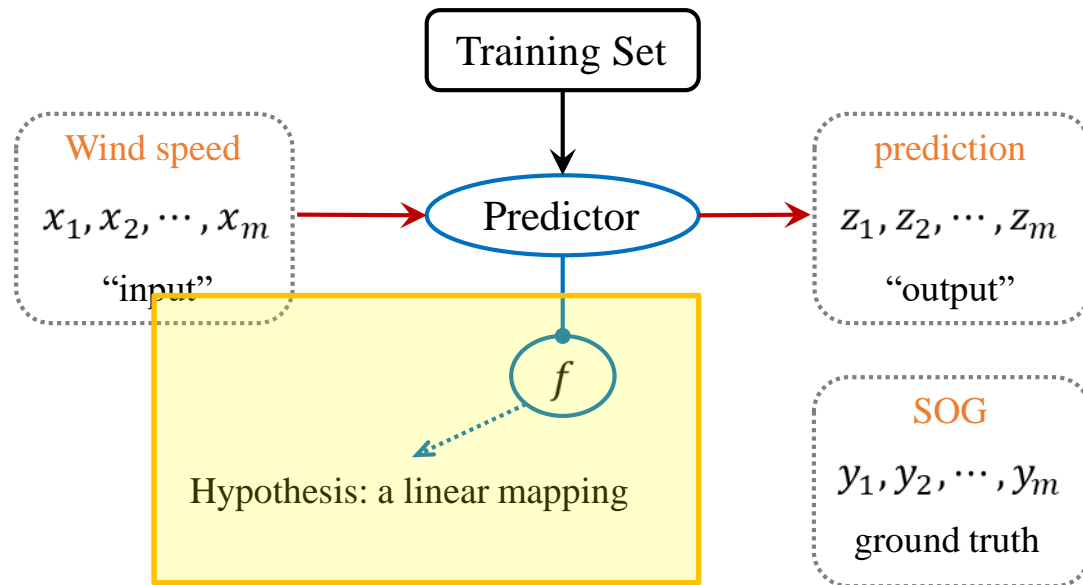 Training Set
Wind speed
x₁, x₂, ⋯, xₘ
“input”
Predictor
prediction
z₁, z₂, ⋯, zₘ
“output”
f
Hypothesis: a linear mapping
SOG
y₁, y₂, ⋯, yₘ
ground truth